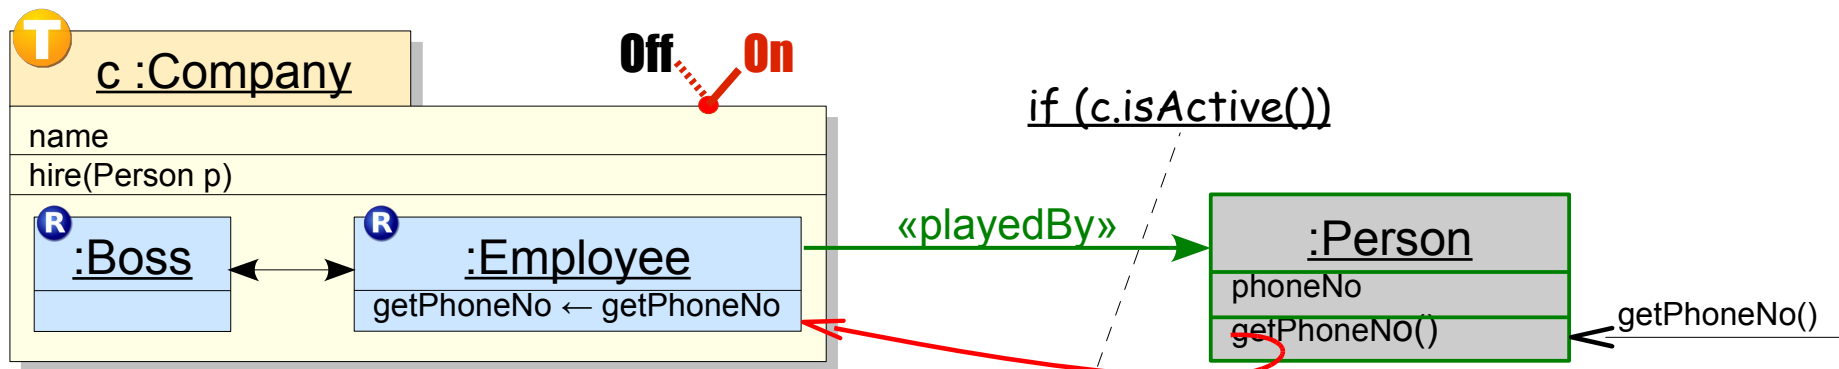 T
c :Company
Off On
name
hire(Person p)
if (c.isActive())
R
:Boss
R
:Employee
getPhoneNo ← getPhoneNo
«playedBy»
:Person
phoneNo
getPhoneNo()
getPhoneNo()